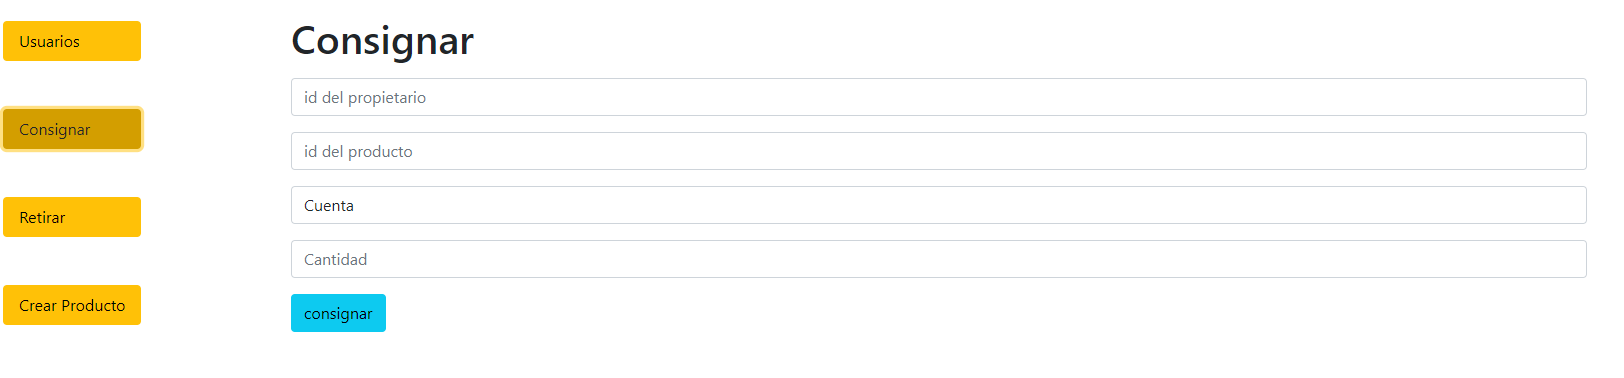 Usuarios
Consignar
Retirar
Crear Producto
Consignar
id del propietario
id del producto
Cuenta
Cantidad
consignar